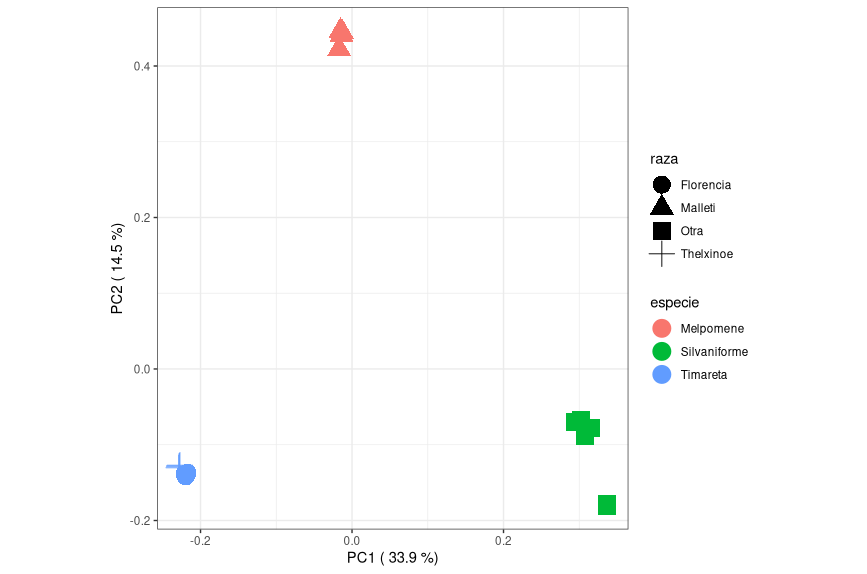 0.4
0.2
0.0
-0.2
-0.2
0.0
0.2
PC2 ( 14.5 %)
PC1 ( 33.9 %)
raza
Florencia
Malleti
Otra
Thelxinoe
especie
Melpomene
Silvaniforme
Timareta